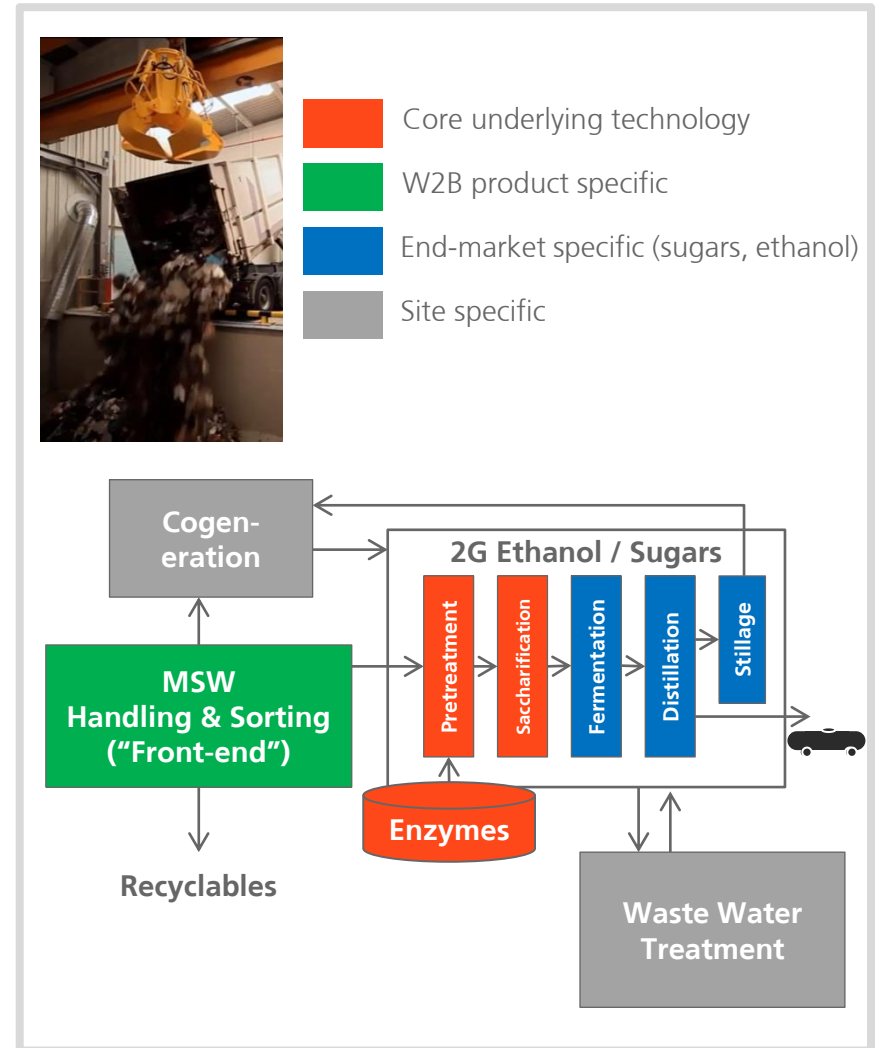 Core underlying technology
W2B product specific
End-market specific (sugars, ethanol)
Site specific
Cogen-
eration
2G Ethanol / Sugars
Pretreatment
Saccharification
Fermentation
Distillation
Stillage
MSW
Handling & Sorting
(“Front-end”)
Enzymes
Recyclables
Waste Water
Treatment